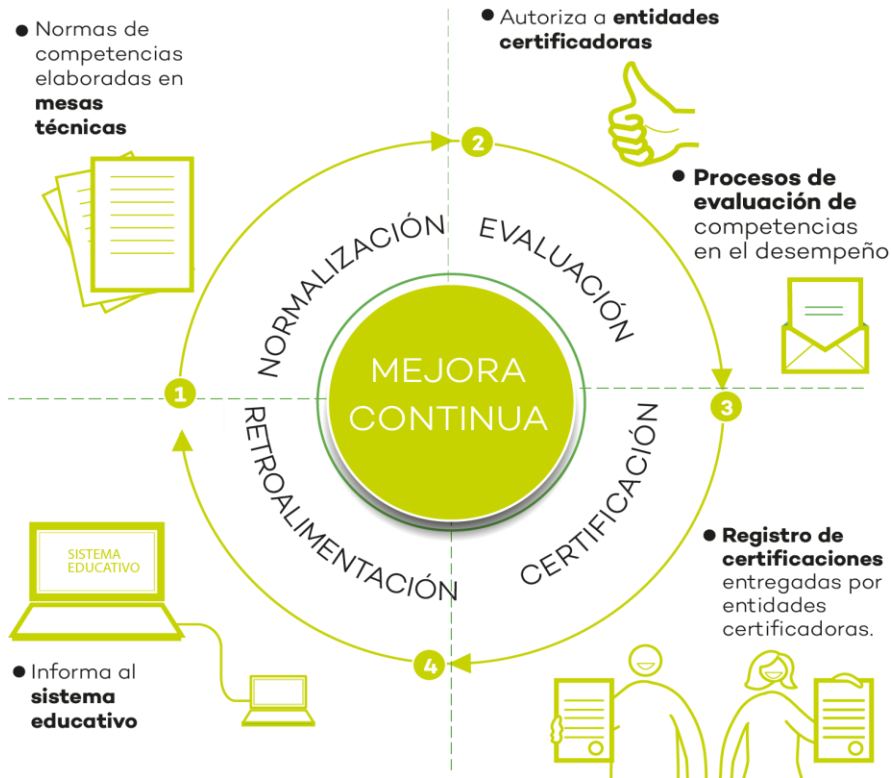 ● Normas de
competencias
elaboradas en
mesas
técnicas
● Autoriza a entidades
certificadoras
● Procesos de
evaluación de
competencias
en el desempeño
1
NORMALIZACIÓN
2
EVALUACIÓN
MEJORA
CONTINUA
3
CERTIFICACIÓN
● Registro de
certificaciones
entregadas por
entidades
certificadoras.
4
RETROALIMENTACIÓN
SISTEMA
EDUCATIVO
● Informa al
sistema
educativo